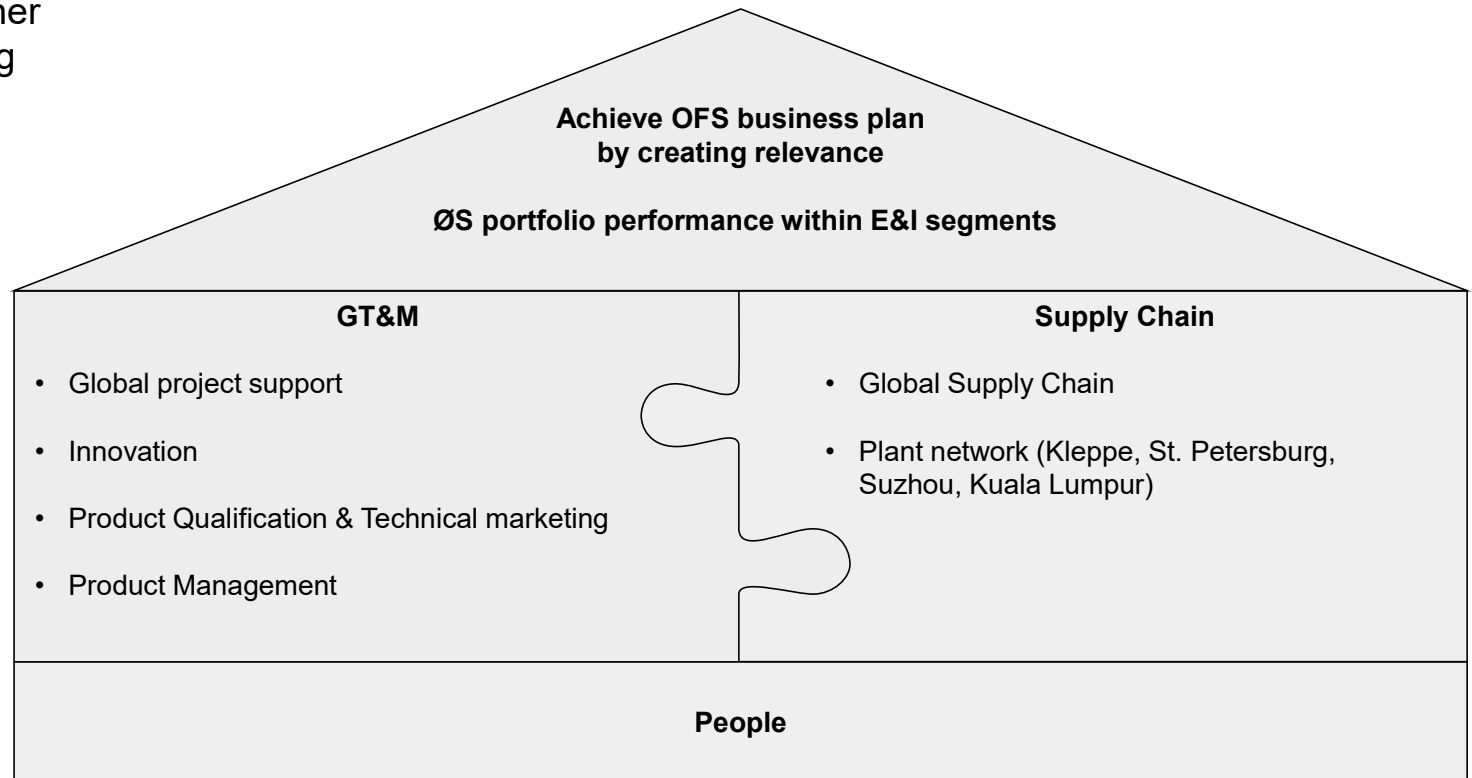 Achieve OFS business plan
by creating relevance
ØS portfolio performance within E&I segments
GT&M
• Global project support
• Innovation
• Product Qualification & Technical marketing
• Product Management
Supply Chain
• Global Supply Chain
• Plant network (Kleppe, St. Petersburg,
Suzhou, Kuala Lumpur)
People